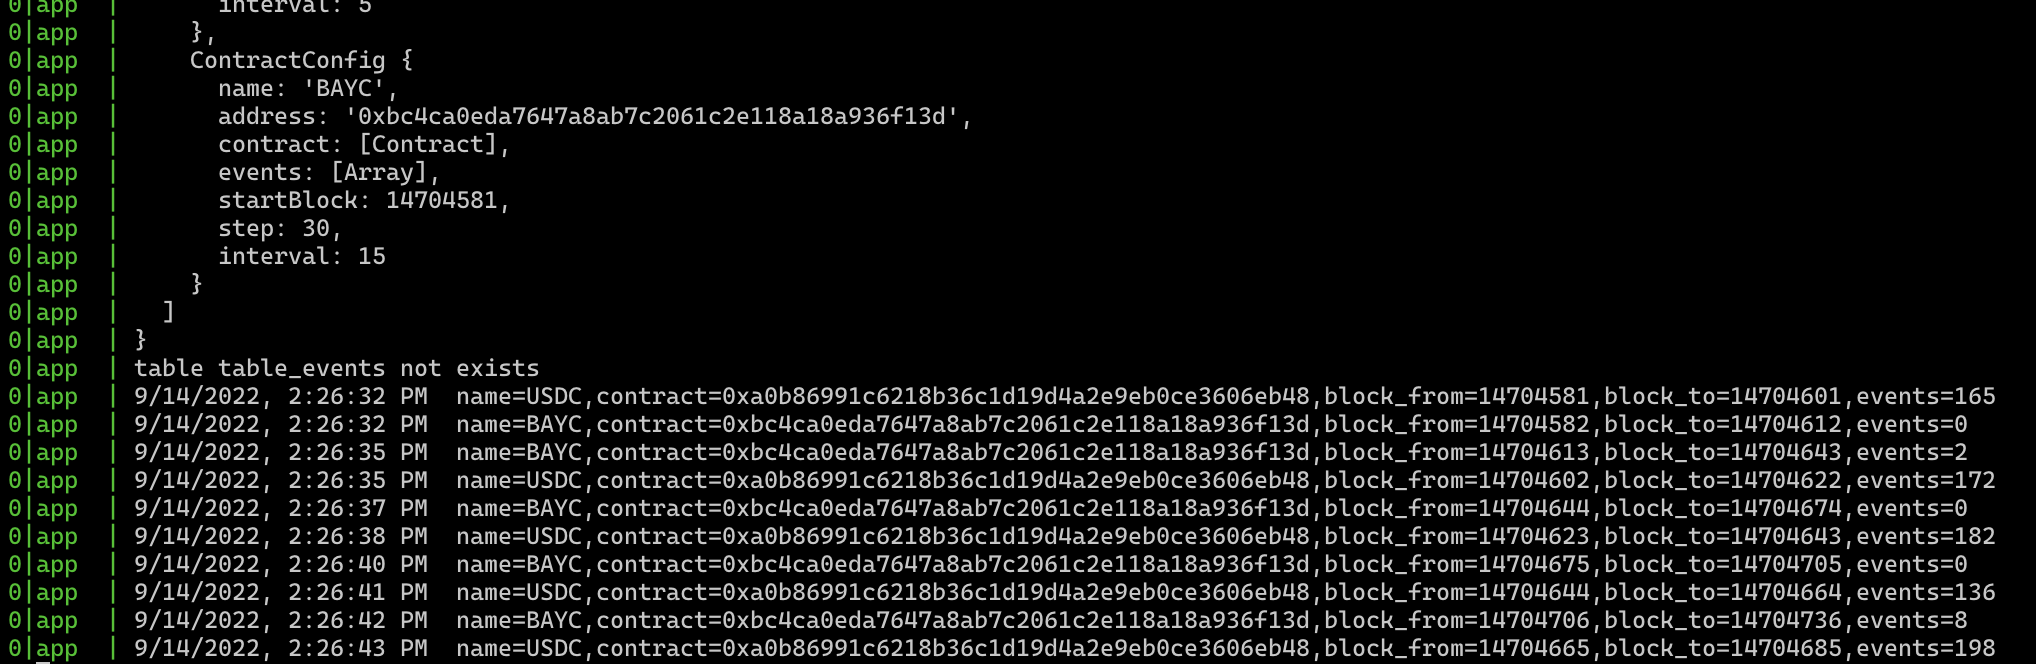 0|app  |       interval: 5
0|app  |     },
0|app  |     ContractConfig {
0|app  |       name: 'BAYC',
0|app  |       address: '0xbc4ca0eda7647a8ab7c2061c2e118a18a936f13d',
0|app  |       contract: [Contract],
0|app  |       events: [Array],
0|app  |       startBlock: 14704581,
0|app  |       step: 30,
0|app  |       interval: 15
0|app  |     }
0|app  |   ]
0|app  | }
0|app  | table table_events not exists
0|app  | 9/14/2022, 2:26:32 PM  name=USDC,contract=0xa0b86991c6218b36c1d19d4a2e9eb0ce3606eb48,block_from=14704581,block_to=14704601,events=165
0|app  | 9/14/2022, 2:26:32 PM  name=BAYC,contract=0xbc4ca0eda7647a8ab7c2061c2e118a18a936f13d,block_from=14704582,block_to=14704612,events=0
0|app  | 9/14/2022, 2:26:35 PM  name=BAYC,contract=0xbc4ca0eda7647a8ab7c2061c2e118a18a936f13d,block_from=14704613,block_to=14704643,events=2
0|app  | 9/14/2022, 2:26:35 PM  name=USDC,contract=0xa0b86991c6218b36c1d19d4a2e9eb0ce3606eb48,block_from=14704602,block_to=14704622,events=172
0|app  | 9/14/2022, 2:26:37 PM  name=BAYC,contract=0xbc4ca0eda7647a8ab7c2061c2e118a18a936f13d,block_from=14704644,block_to=14704674,events=0
0|app  | 9/14/2022, 2:26:38 PM  name=USDC,contract=0xa0b86991c6218b36c1d19d4a2e9eb0ce3606eb48,block_from=14704623,block_to=14704643,events=182
0|app  | 9/14/2022, 2:26:40 PM  name=BAYC,contract=0xbc4ca0eda7647a8ab7c2061c2e118a18a936f13d,block_from=14704675,block_to=14704705,events=0
0|app  | 9/14/2022, 2:26:41 PM  name=USDC,contract=0xa0b86991c6218b36c1d19d4a2e9eb0ce3606eb48,block_from=14704644,block_to=14704664,events=136
0|app  | 9/14/2022, 2:26:42 PM  name=BAYC,contract=0xbc4ca0eda7647a8ab7c2061c2e118a18a936f13d,block_from=14704706,block_to=14704736,events=8
0|app  | 9/14/2022, 2:26:43 PM  name=USDC,contract=0xa0b86991c6218b36c1d19d4a2e9eb0ce3606eb48,block_from=14704665,block_to=14704685,events=198